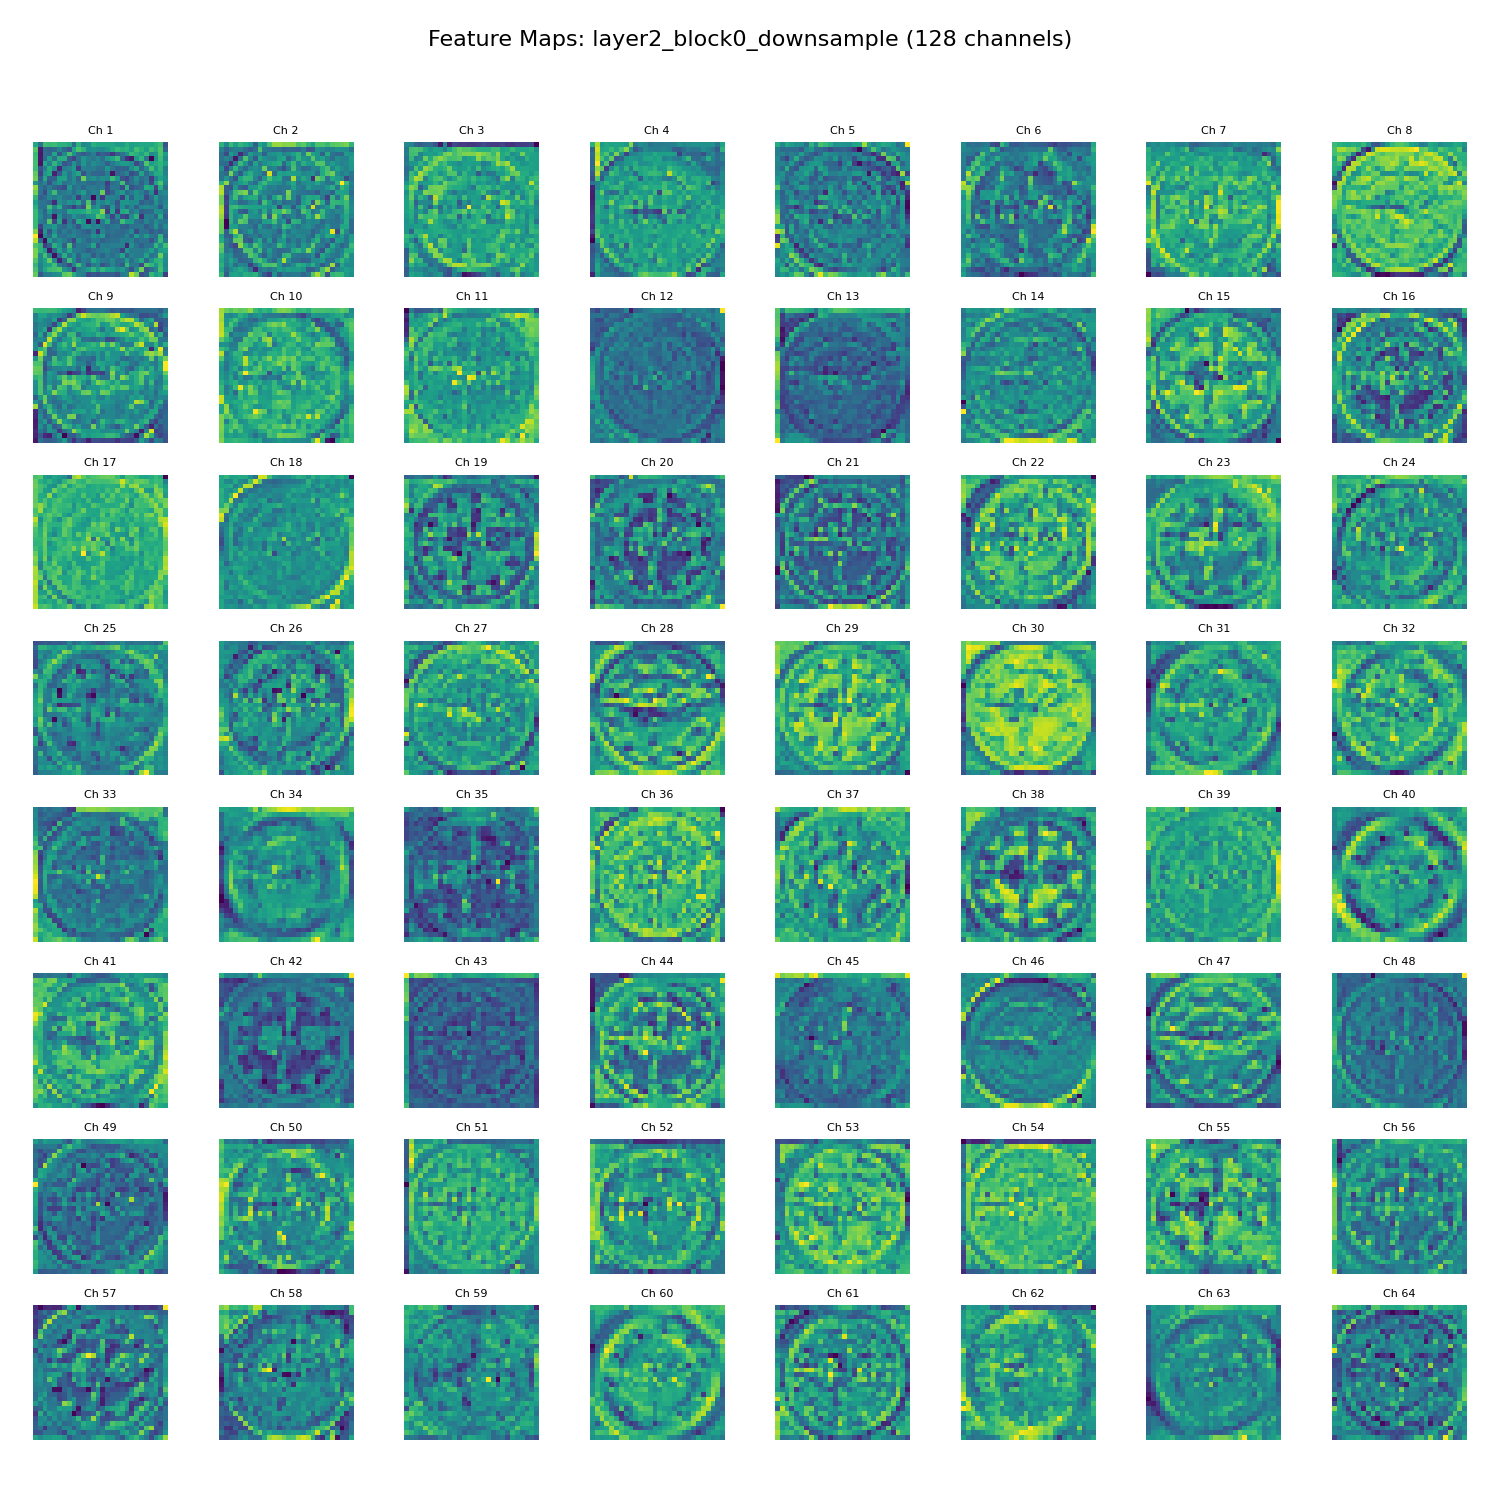 Feature Maps: layer2_block0_downsample (128 channels)
Ch 1 Ch 2 Ch 3 Ch 4 Ch 5 Ch 6 Ch 7 Ch 8
Ch 9 Ch 10 Ch 11 Ch 12 Ch 13 Ch 14 Ch 15 Ch 16
Ch 17 Ch 18 Ch 19 Ch 20 Ch 21 Ch 22 Ch 23 Ch 24
Ch 25 Ch 26 Ch 27 Ch 28 Ch 29 Ch 30 Ch 31 Ch 32
Ch 33 Ch 34 Ch 35 Ch 36 Ch 37 Ch 38 Ch 39 Ch 40
Ch 41 Ch 42 Ch 43 Ch 44 Ch 45 Ch 46 Ch 47 Ch 48
Ch 49 Ch 50 Ch 51 Ch 52 Ch 53 Ch 54 Ch 55 Ch 56
Ch 57 Ch 58 Ch 59 Ch 60 Ch 61 Ch 62 Ch 63 Ch 64